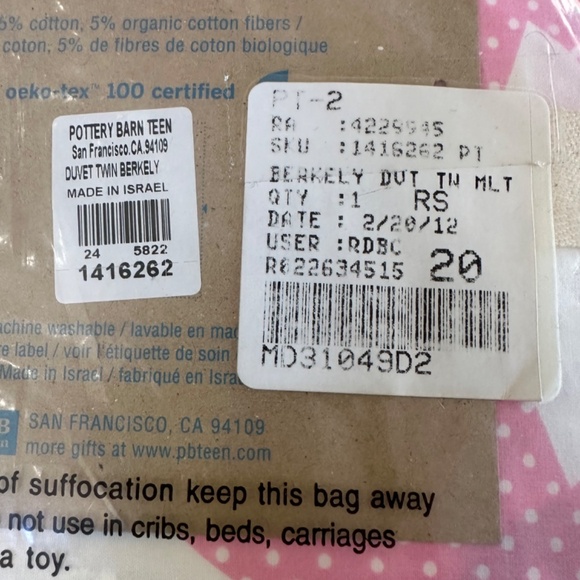 6% cotton, 5% organic cotton fibers /
coton, 5% de fibres de coton biologique
oeko-tex™ 100 certified
POTTERY BARN TEEN
San Francisco.CA.94109
DUVET TWIN BERKELY
MADE IN ISRAEL
24 5822
1416262
PT-2
RA :4229545
SKU :1416262 PT
BERKELY DVT TW MLT
QTY :1 RS
DATE : 2/20/12
USER :RDBC
R622634515 20
MD31049D2
achine washable / lavable en mac
re label / voir l'étiquette de soin
Made in Israel / fabriqué en Israe
B SAN FRANCISCO, CA 94109
n more gifts at www.pbteen.com
of suffocation keep this bag away
not use in cribs, beds, carriages
a toy.